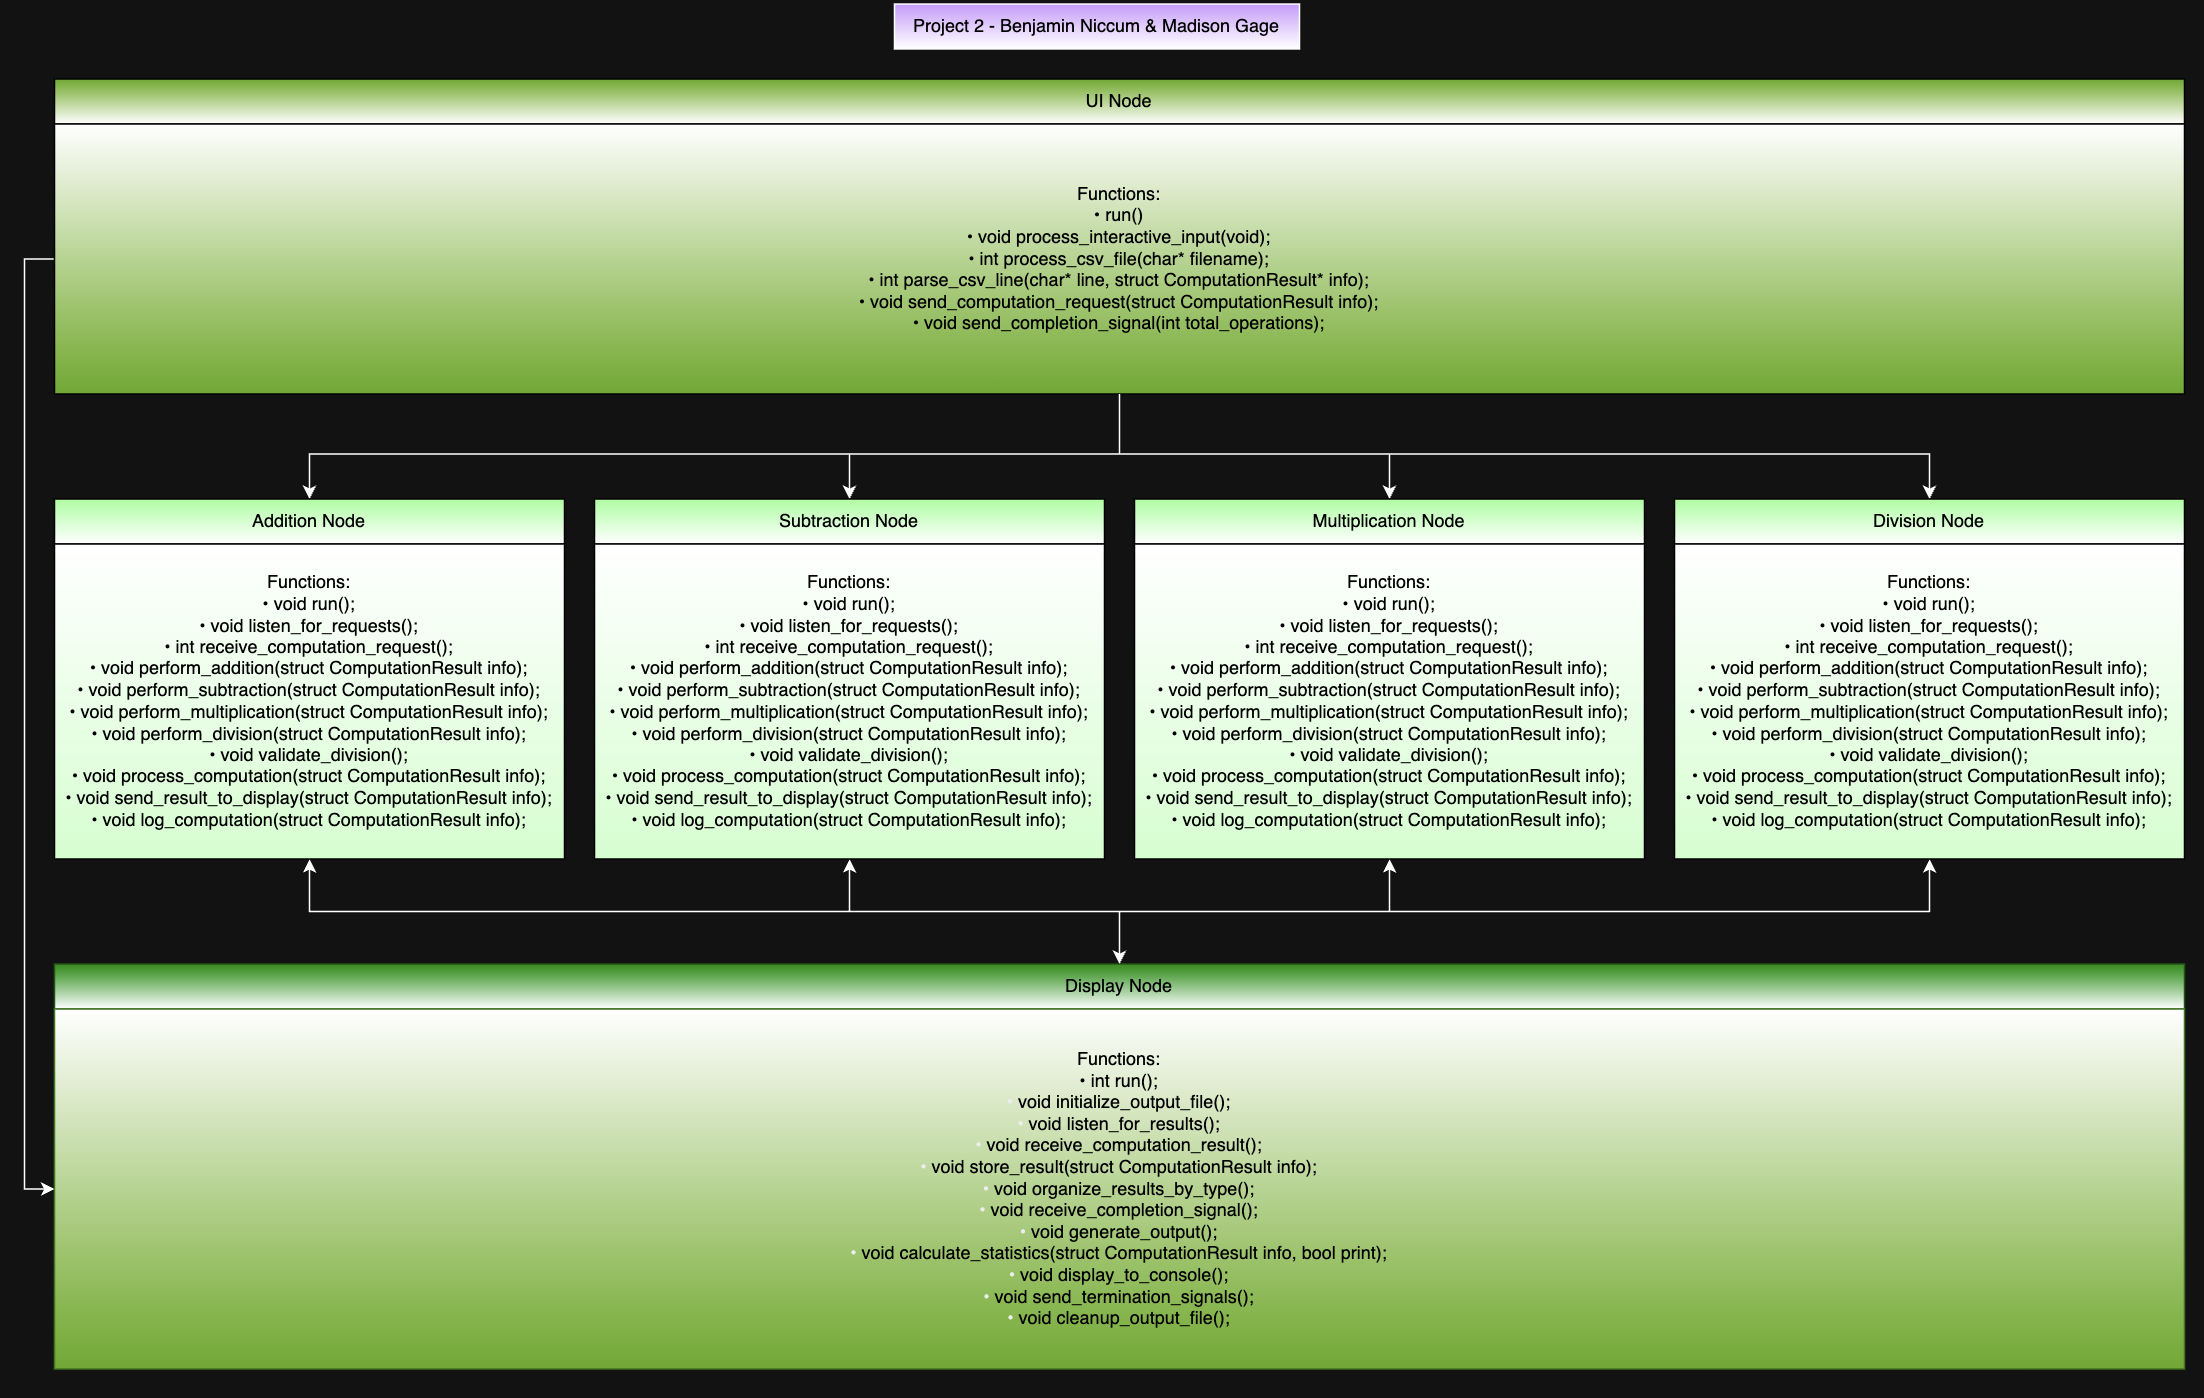 Project 2 - Benjamin Niccum & Madison Gage
UI Node
Functions:
• run()
• void process_interactive_input(void);
• int process_csv_file(char* filename);
• int parse_csv_line(char* line, struct ComputationResult* info);
• void send_computation_request(struct ComputationResult info);
• void send_completion_signal(int total_operations);
Addition Node
Functions:
• void run();
• void listen_for_requests();
• int receive_computation_request();
• void perform_addition(struct ComputationResult info);
• void perform_subtraction(struct ComputationResult info);
• void perform_multiplication(struct ComputationResult info);
• void perform_division(struct ComputationResult info);
• void validate_division();
• void process_computation(struct ComputationResult info);
• void send_result_to_display(struct ComputationResult info);
• void log_computation(struct ComputationResult info);
Subtraction Node
Functions:
• void run();
• void listen_for_requests();
• int receive_computation_request();
• void perform_addition(struct ComputationResult info);
• void perform_subtraction(struct ComputationResult info);
• void perform_multiplication(struct ComputationResult info);
• void perform_division(struct ComputationResult info);
• void validate_division();
• void process_computation(struct ComputationResult info);
• void send_result_to_display(struct ComputationResult info);
• void log_computation(struct ComputationResult info);
Multiplication Node
Functions:
• void run();
• void listen_for_requests();
• int receive_computation_request();
• void perform_addition(struct ComputationResult info);
• void perform_subtraction(struct ComputationResult info);
• void perform_multiplication(struct ComputationResult info);
• void perform_division(struct ComputationResult info);
• void validate_division();
• void process_computation(struct ComputationResult info);
• void send_result_to_display(struct ComputationResult info);
• void log_computation(struct ComputationResult info);
Division Node
Functions:
• void run();
• void listen_for_requests();
• int receive_computation_request();
• void perform_addition(struct ComputationResult info);
• void perform_subtraction(struct ComputationResult info);
• void perform_multiplication(struct ComputationResult info);
• void perform_division(struct ComputationResult info);
• void validate_division();
• void process_computation(struct ComputationResult info);
• void send_result_to_display(struct ComputationResult info);
• void log_computation(struct ComputationResult info);
Display Node
Functions:
• int run();
• void initialize_output_file();
• void listen_for_results();
• void receive_computation_result();
• void store_result(struct ComputationResult info);
• void organize_results_by_type();
• void receive_completion_signal();
• void generate_output();
• void calculate_statistics(struct ComputationResult info, bool print);
• void display_to_console();
• void send_termination_signals();
• void cleanup_output_file();